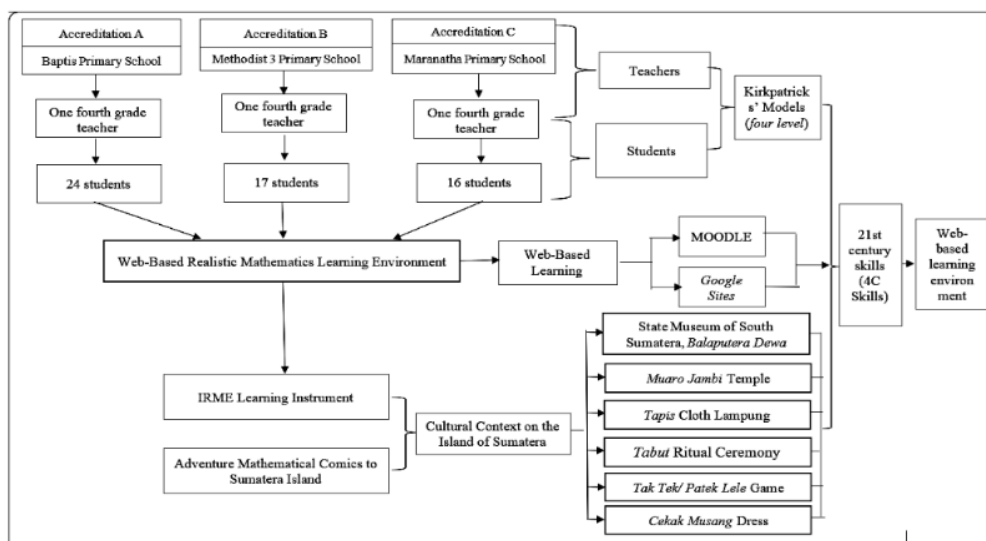 Accreditation A
Baptis Primary School
One fourth grade
teacher
24 students
Accreditation B
Methodist 3 Primary School
One fourth grade
teacher
17 students
Accreditation C
Maranatha Primary School
One fourth grade
teacher
16 students
Teachers
Students
Kirkpatrick
s' Models
(four level)
Web-Based Realistic Mathematics Learning Environment
Web-Based
Learning
MOODLE
Google
Sites
21st
century
skills
(4C
Skills)
Web-
based
learning
environ
ment
IRME Learning Instrument
Adventure Mathematical Comics to
Sumatera Island
Cultural Context on the
Island of Sumatera
State Museum of South
Sumatera, Balaputera Dewa
Muaro Jambi Temple
Tapis Cloth Lampung
Tabut Ritual Ceremony
Tak Tek/ Patek Lele Game
Cekak Musang Dress